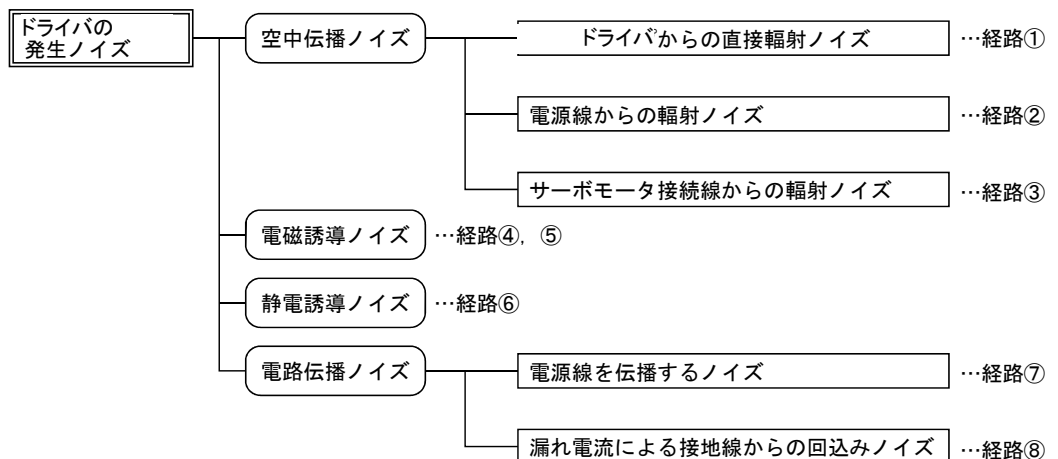 ドライバの
発生ノイズ
空中伝播ノイズ
ドライバからの直接輻射ノイズ
…経路①
電源線からの輻射ノイズ
…経路②
サーボモータ接続線からの輻射ノイズ
…経路③
電磁誘導ノイズ
…経路④，⑤
静電誘導ノイズ
…経路⑥
電路伝播ノイズ
電源線を伝播するノイズ
…経路⑦
漏れ電流による接地線からの回込みノイズ
…経路⑧